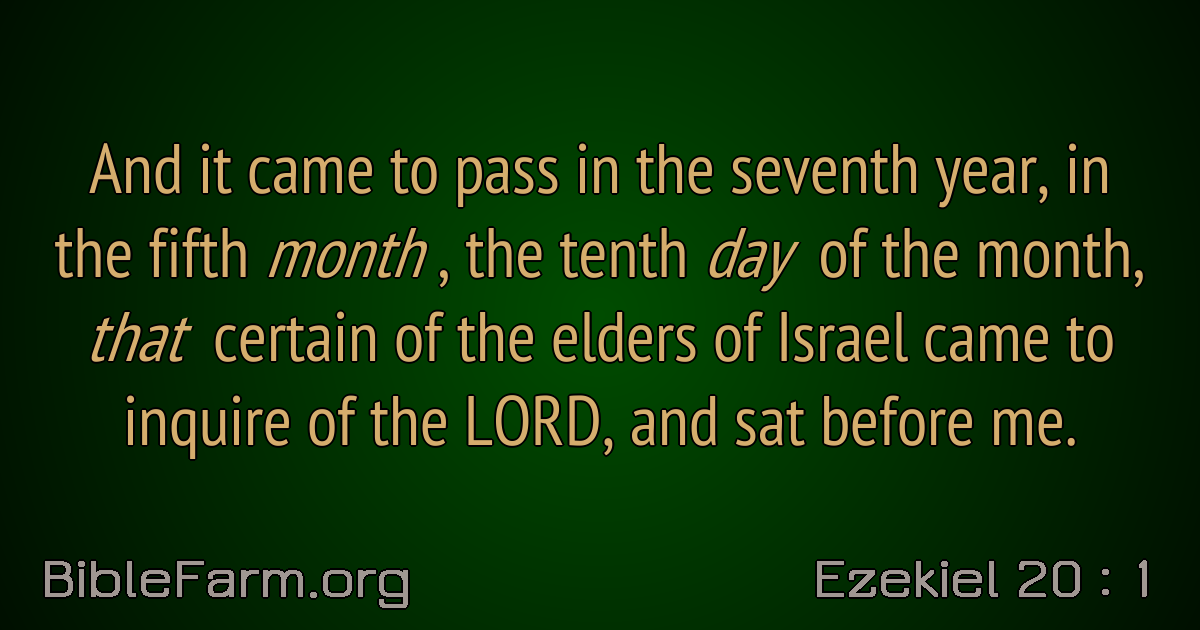 And it came to pass in the seventh year, in
the fifth month , the tenth day of the month,
that certain of the elders of Israel came to
inquire of the LORD, and sat before me.
BibleFarm.org
Ezekiel 20 : 1